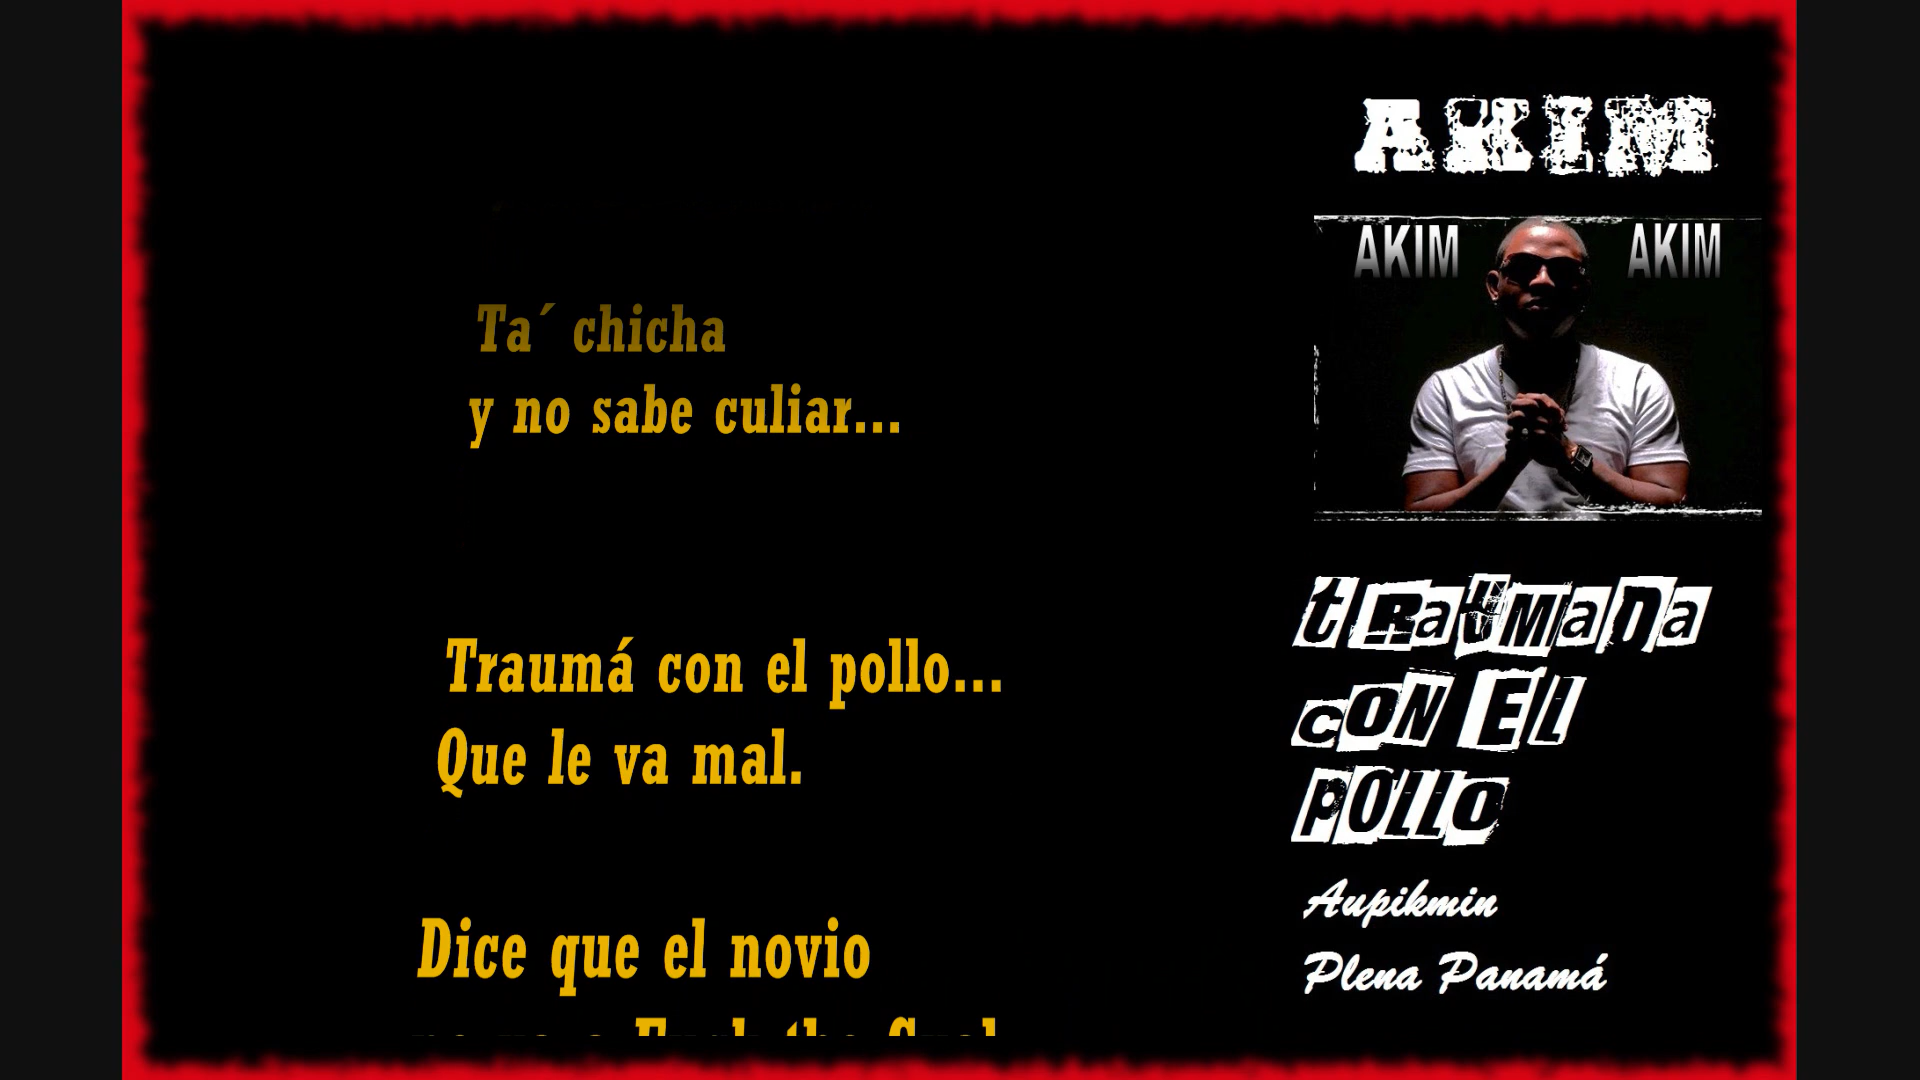 Ta´ chicha
y no sabe culiar...
Traumá con el pollo...
Que le va mal.
Dice que el novio
AKIM
AKIM AKIM
traumada
con el
pollo
Aupikmin
Plena Panamá